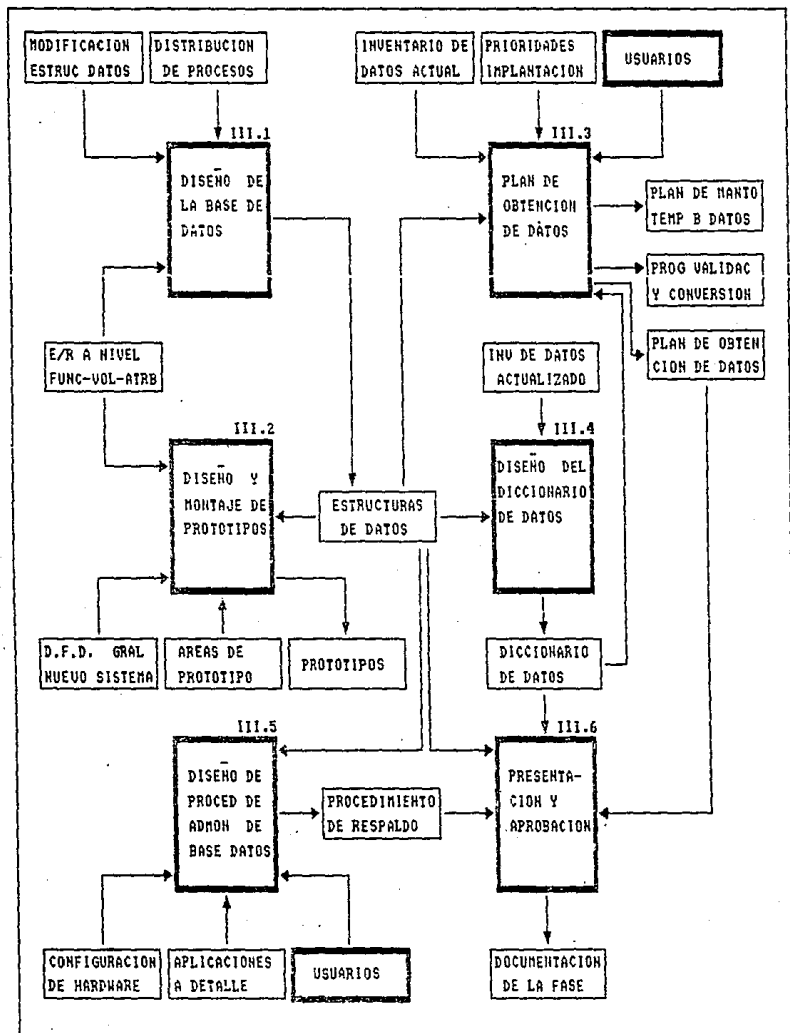 MODIFICACION
ESTRUC DATOS
DISTRIBUCION
DE PROCESOS
INVENTARIO DE
DATOS ACTUAL
PRIORIDADES
IMPLANTACION
USUARIOS
III.1
DISEÑO DE
LA BASE DE
DATOS
III.3
PLAN DE
OBTENCION
DE DATOS
PLAN DE MANTO
TEMP B DATOS
PROG VALIDAC
Y CONVERSION
PLAN DE OBTEN
CION DE DATOS
E/R A NIVEL
FUNC-VOL-ATRB
INV DE DATOS
ACTUALIZADO
III.2
DISEÑO Y
MONTAJE DE
PROTOTIPOS
ESTRUCTURAS
DE DATOS
III.4
DISEÑO DEL
DICCIONARIO
DE DATOS
D.F.D. GRAL
NUEVO SISTEMA
AREAS DE
PROTOTIPO
PROTOTIPOS
DICCIONARIO
DE DATOS
III.5
DISEÑO DE
PROCED DE
ADMON DE
BASE DATOS
PROCEDIMIENTO
DE RESPALDO
III.6
PRESENTA-
CION Y
APROBACION
CONFIGURACION
DE HARDWARE
APLICACIONES
A DETALLE
USUARIOS
DOCUMENTACION
DE LA FASE